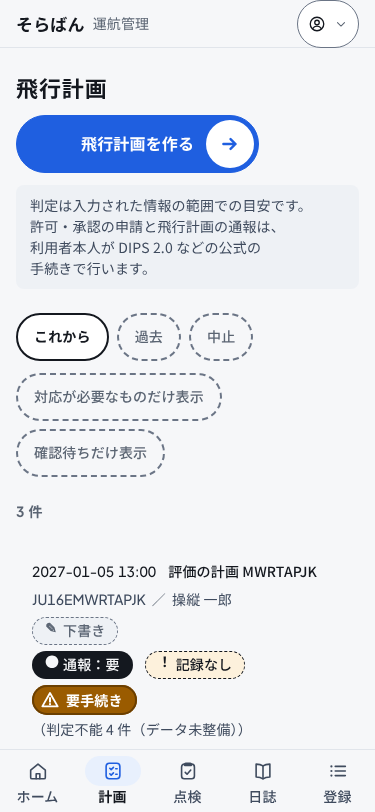 そらばん 運航管理
飛行計画
飛行計画を作る
判定は入力された情報の範囲での目安です。
許可・承認の申請と飛行計画の通報は、
利用者本人が DIPS 2.0 などの公式の
手続きで行います。
これから 過去 中止
対応が必要なものだけ表示
確認待ちだけ表示
3 件
2027-01-05 13:00 評価の計画 MWRTAPJK
JU16EMWRTAPJK ／ 操縦 一郎
下書き
通報：要 ! 記録なし
要手続き
（判定不能 4 件（データ未整備））
ホーム 計画 点検 日誌 登録